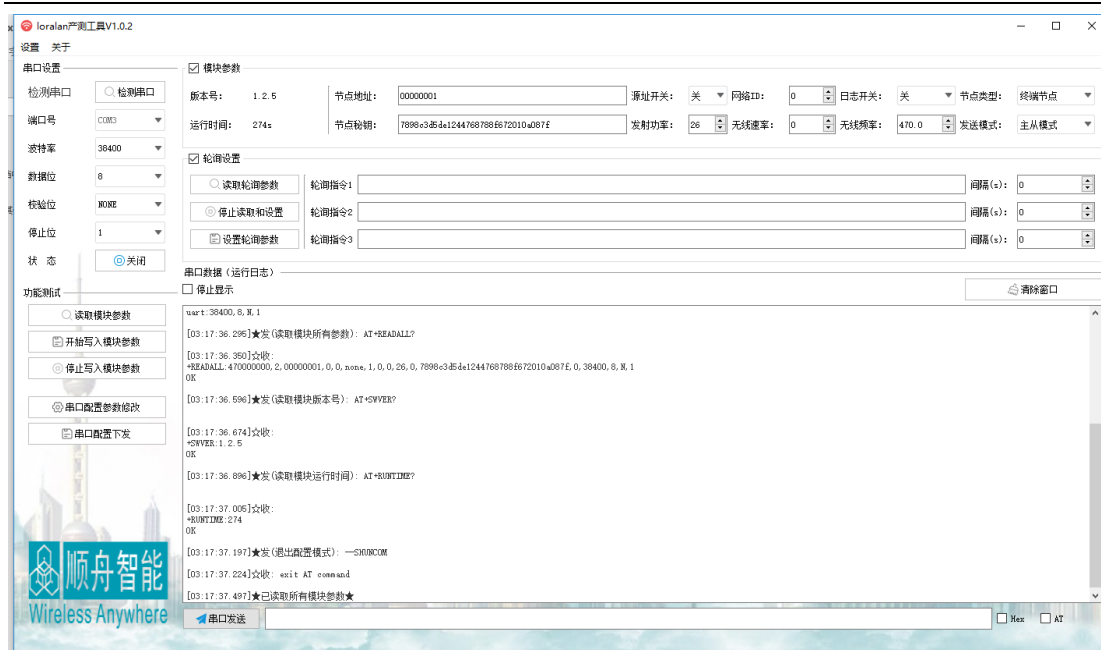 loralan产测工具V1.0.2
设置 关于
串口设置
检测串口 检测串口
端口号 COM3
波特率 38400
数据位 8
校验位 NONE
停止位 1
状 态 关闭
功能测试
读取模块参数
开始写入模块参数
停止写入模块参数
串口配置参数修改
串口配置下发
顺舟智能
Wireless Anywhere
模块参数
版本号: 1.2.5 节点地址: 00000001 源址开关: 关 网络ID: 0 日志开关: 关 节点类型: 终端节点
运行时间: 274s 节点秘钥: 7898c3d5de1244768788f672010a087f 发射功率: 26 无线速率: 0 无线频率: 470.0 发送模式: 主从模式
轮询设置
读取轮询参数 轮询指令1 间隔(s): 0
停止读取和设置 轮询指令2 间隔(s): 0
设置轮询参数 轮询指令3 间隔(s): 0
串口数据(运行日志)
停止显示 清除窗口
uart:38400,8,N,1
[03:17:36.295]★发(读取模块所有参数): AT+READALL?
[03:17:36.350]☆收:
+READALL:470000000,2,00000001,0,0,none,1,0,0,26,0,7898c3d5de1244768788f672010a087f,0,38400,8,N,1
OK
[03:17:36.596]★发(读取模块版本号): AT+SWVER?
[03:17:36.674]☆收:
+SWVER:1.2.5
OK
[03:17:36.896]★发(读取模块运行时间): AT+RUNTIME?
[03:17:37.005]☆收:
+RUNTIME:274
OK
[03:17:37.197]★发(退出配置模式): —SHUNCOM
[03:17:37.224]☆收: exit AT command
[03:17:37.497]★已读取所有模块参数★
串口发送 Hex AT